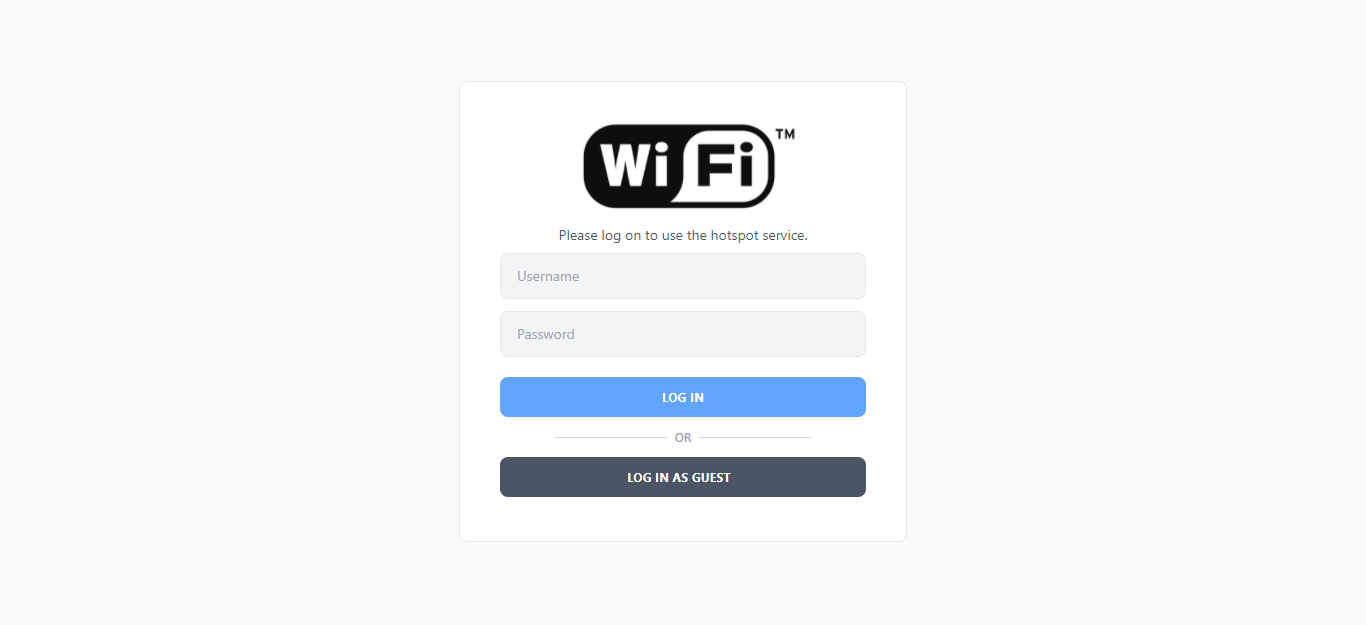 Wi Fi TM
Please log on to use the hotspot service.
Username
Password
LOG IN
OR
LOG IN AS GUEST